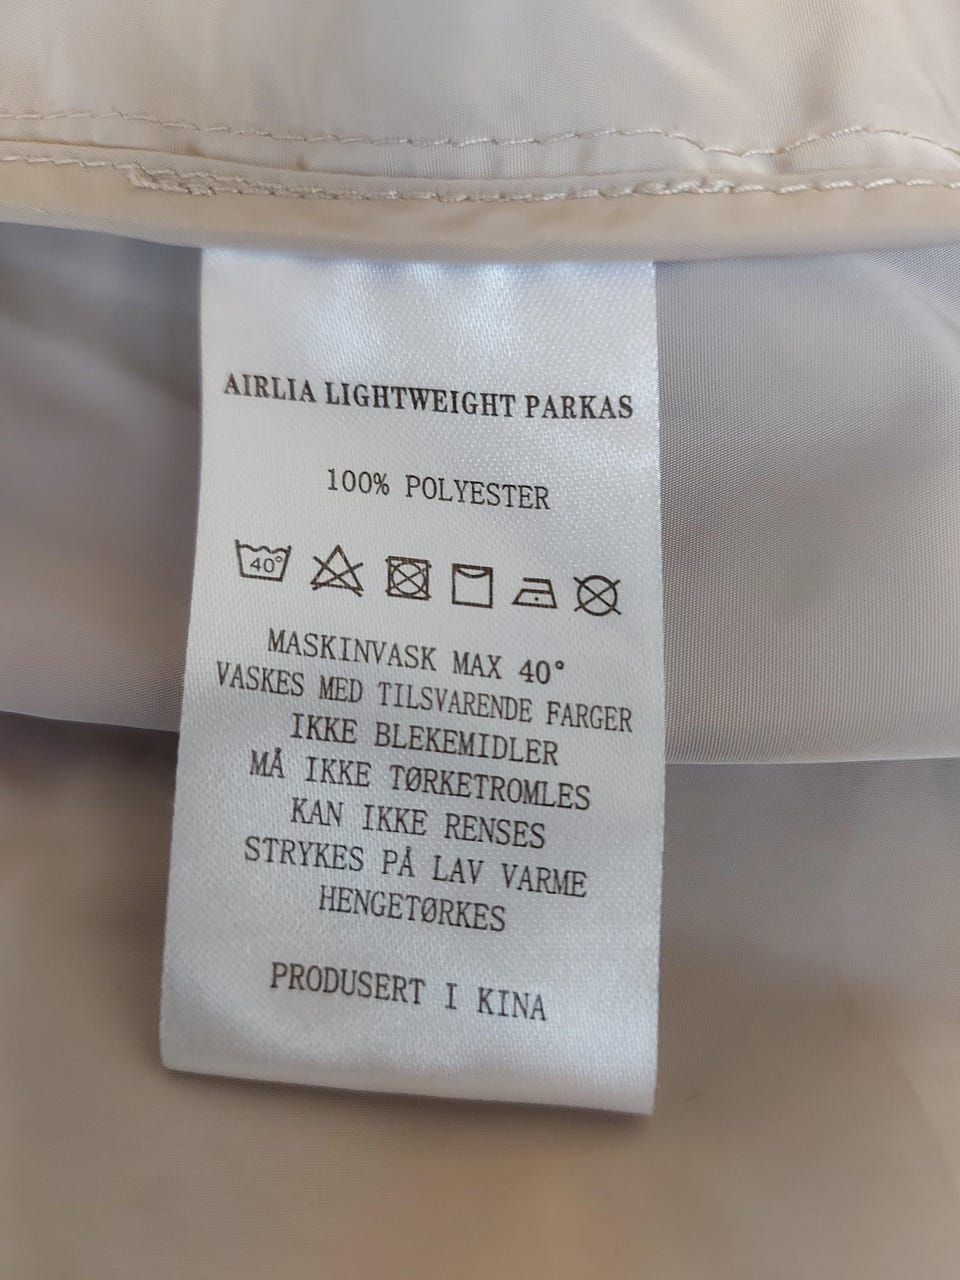 AIRLIA LIGHTWEIGHT PARKAS
100% POLYESTER
40°
MASKINVASK MAX 40°
VASKES MED TILSVARENDE FARGER
IKKE BLEKEMIDLER
MÅ IKKE TØRKETROMLES
KAN IKKE RENSES
STRYKES PÅ LAV VARME
HENGETØRKES
PRODUSERT I KINA